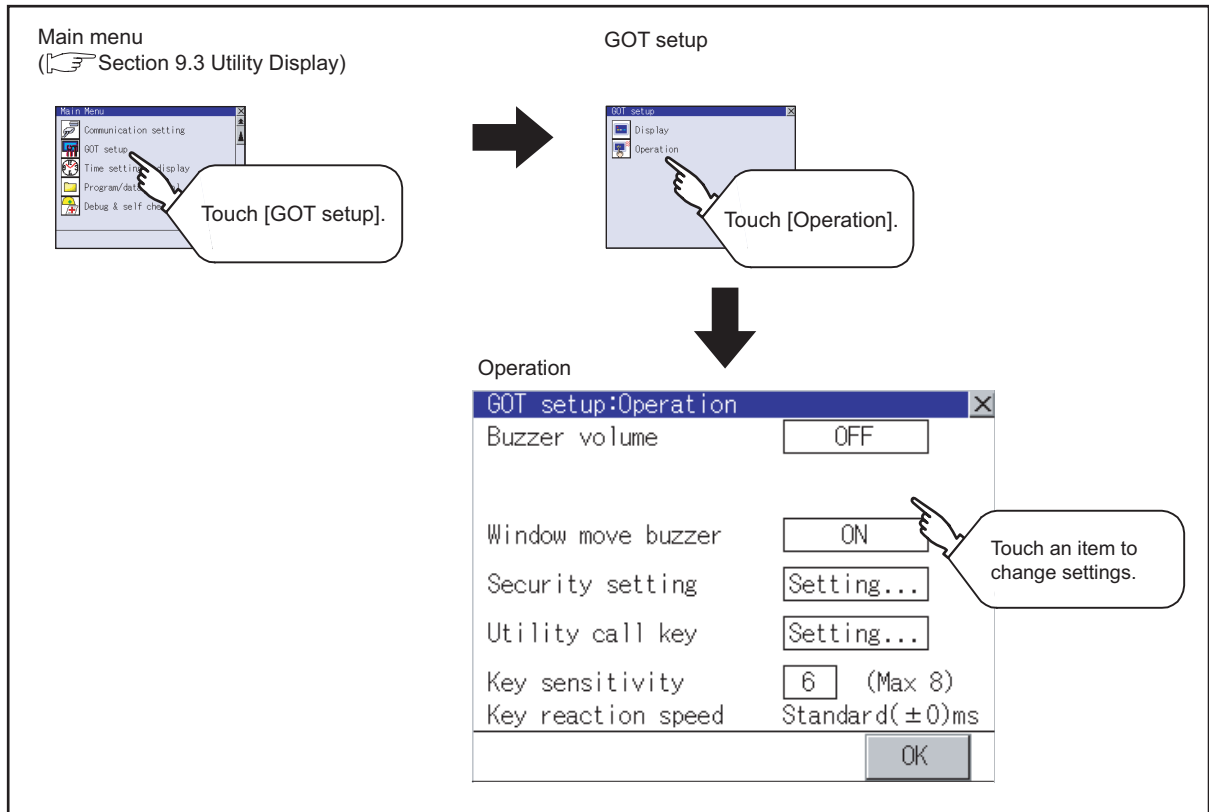 Main menu
(Section 9.3 Utility Display)
GOT setup
Main Menu
Communication setting
GOT setup
Time setting display
Program/dat
Debug & self che
Touch [GOT setup].
GOT setup
Display
Operation
Touch [Operation].
Operation
GOT setup:Operation
Buzzer volume OFF
Window move buzzer ON
Security setting Setting...
Utility call key Setting...
Key sensitivity 6 (Max 8)
Key reaction speed Standard(±0)ms
OK
Touch an item to
change settings.